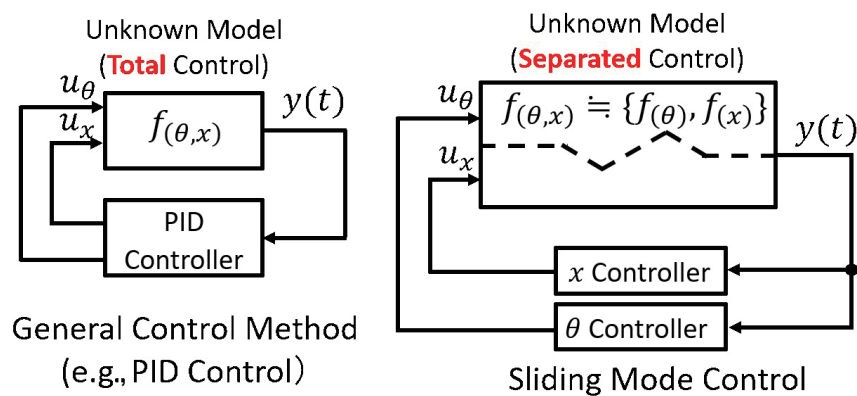 Unknown Model
(Total Control)
u_θ
u_x
f_(θ,x)
y(t)
PID
Controller
General Control Method
(e.g., PID Control)
Unknown Model
(Separated Control)
u_θ
f_(θ,x) ≒ {f_(θ), f_(x)}
u_x
y(t)
x Controller
θ Controller
Sliding Mode Control